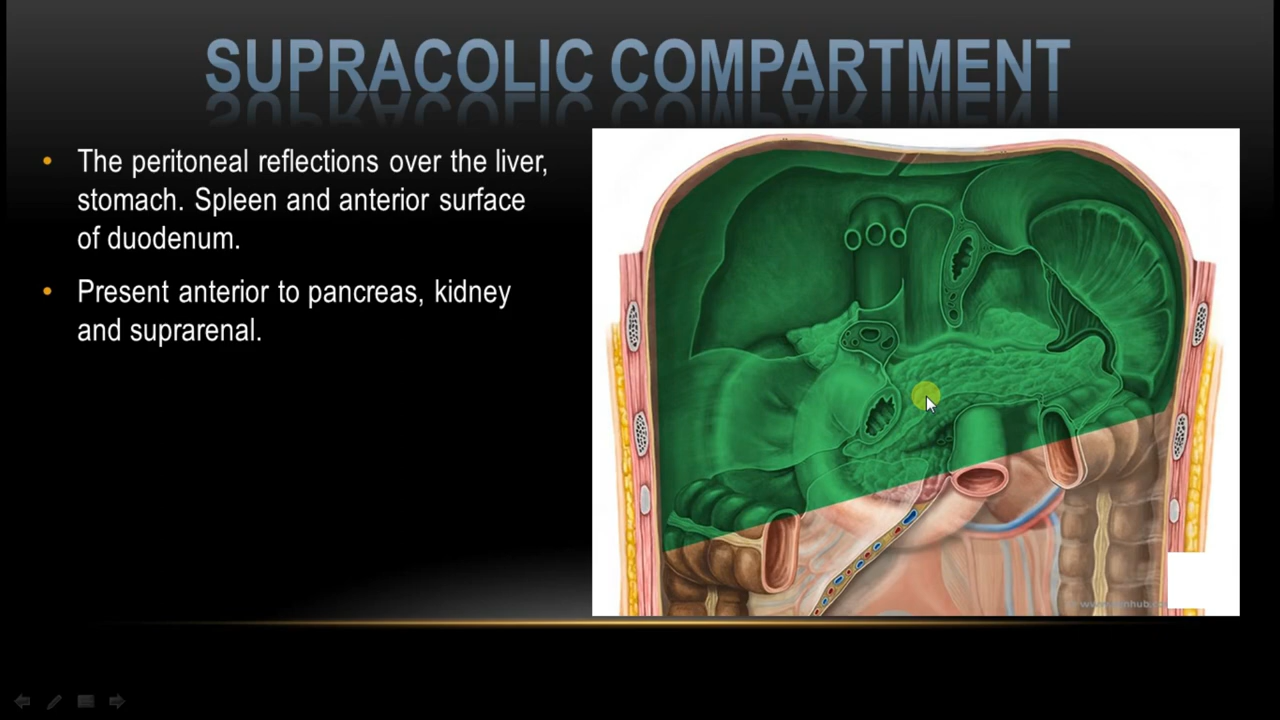 SUPRACOLIC COMPARTMENT
• The peritoneal reflections over the liver,
stomach. Spleen and anterior surface
of duodenum.
• Present anterior to pancreas, kidney
and suprarenal.